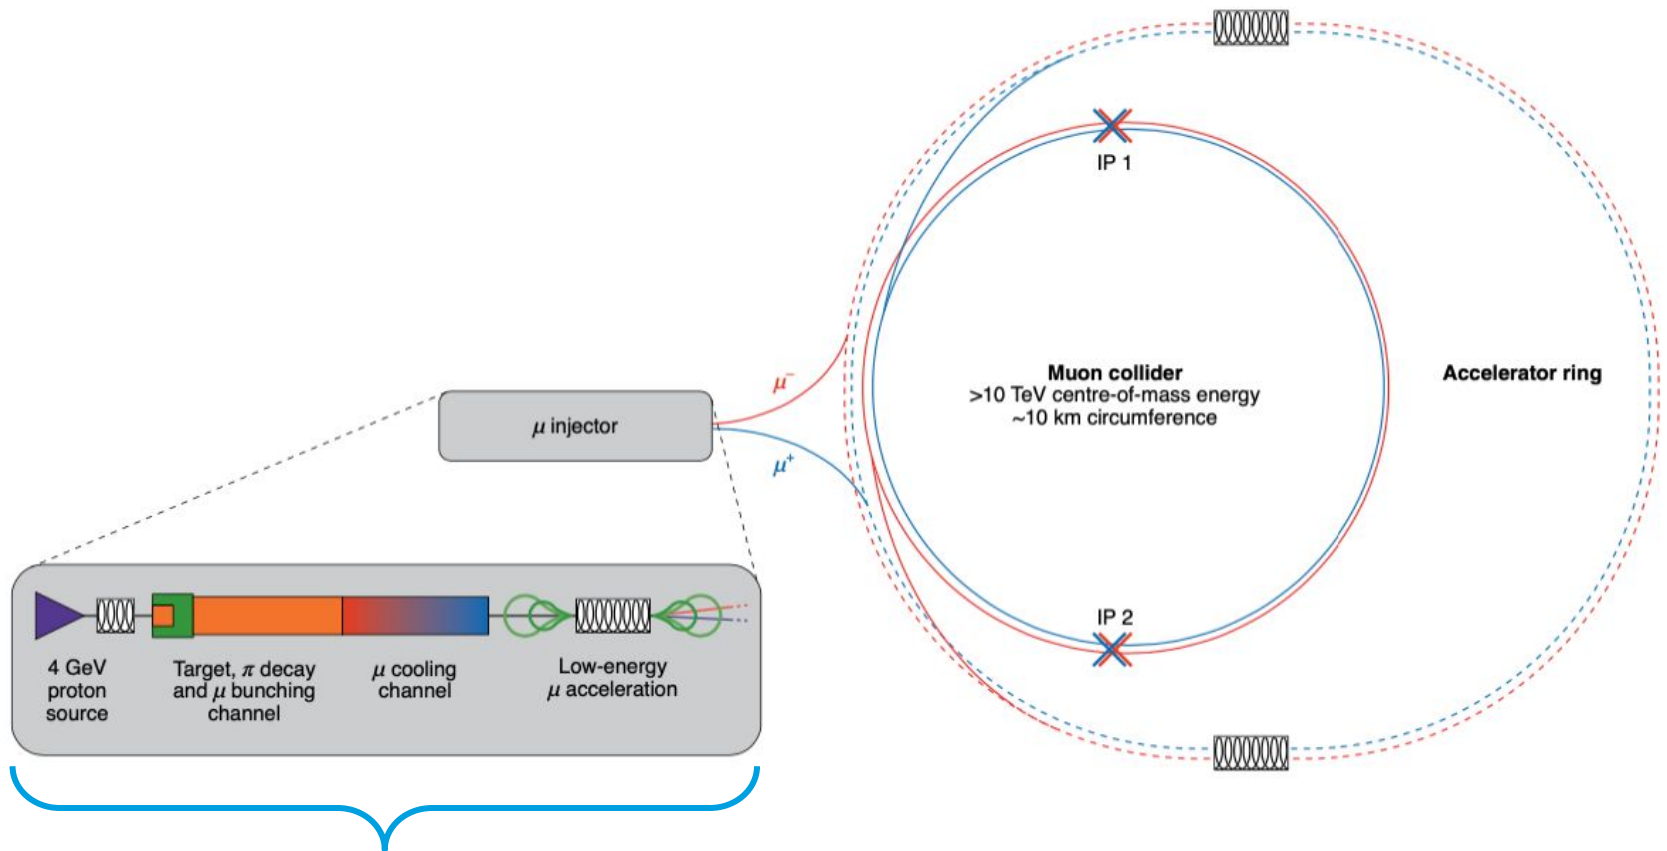 IP 1
μ⁻
Muon collider
>10 TeV centre-of-mass energy
~10 km circumference
Accelerator ring
μ injector
μ⁺
IP 2
4 GeV
proton
source
Target, π decay
and μ bunching
channel
μ cooling
channel
Low-energy
μ acceleration